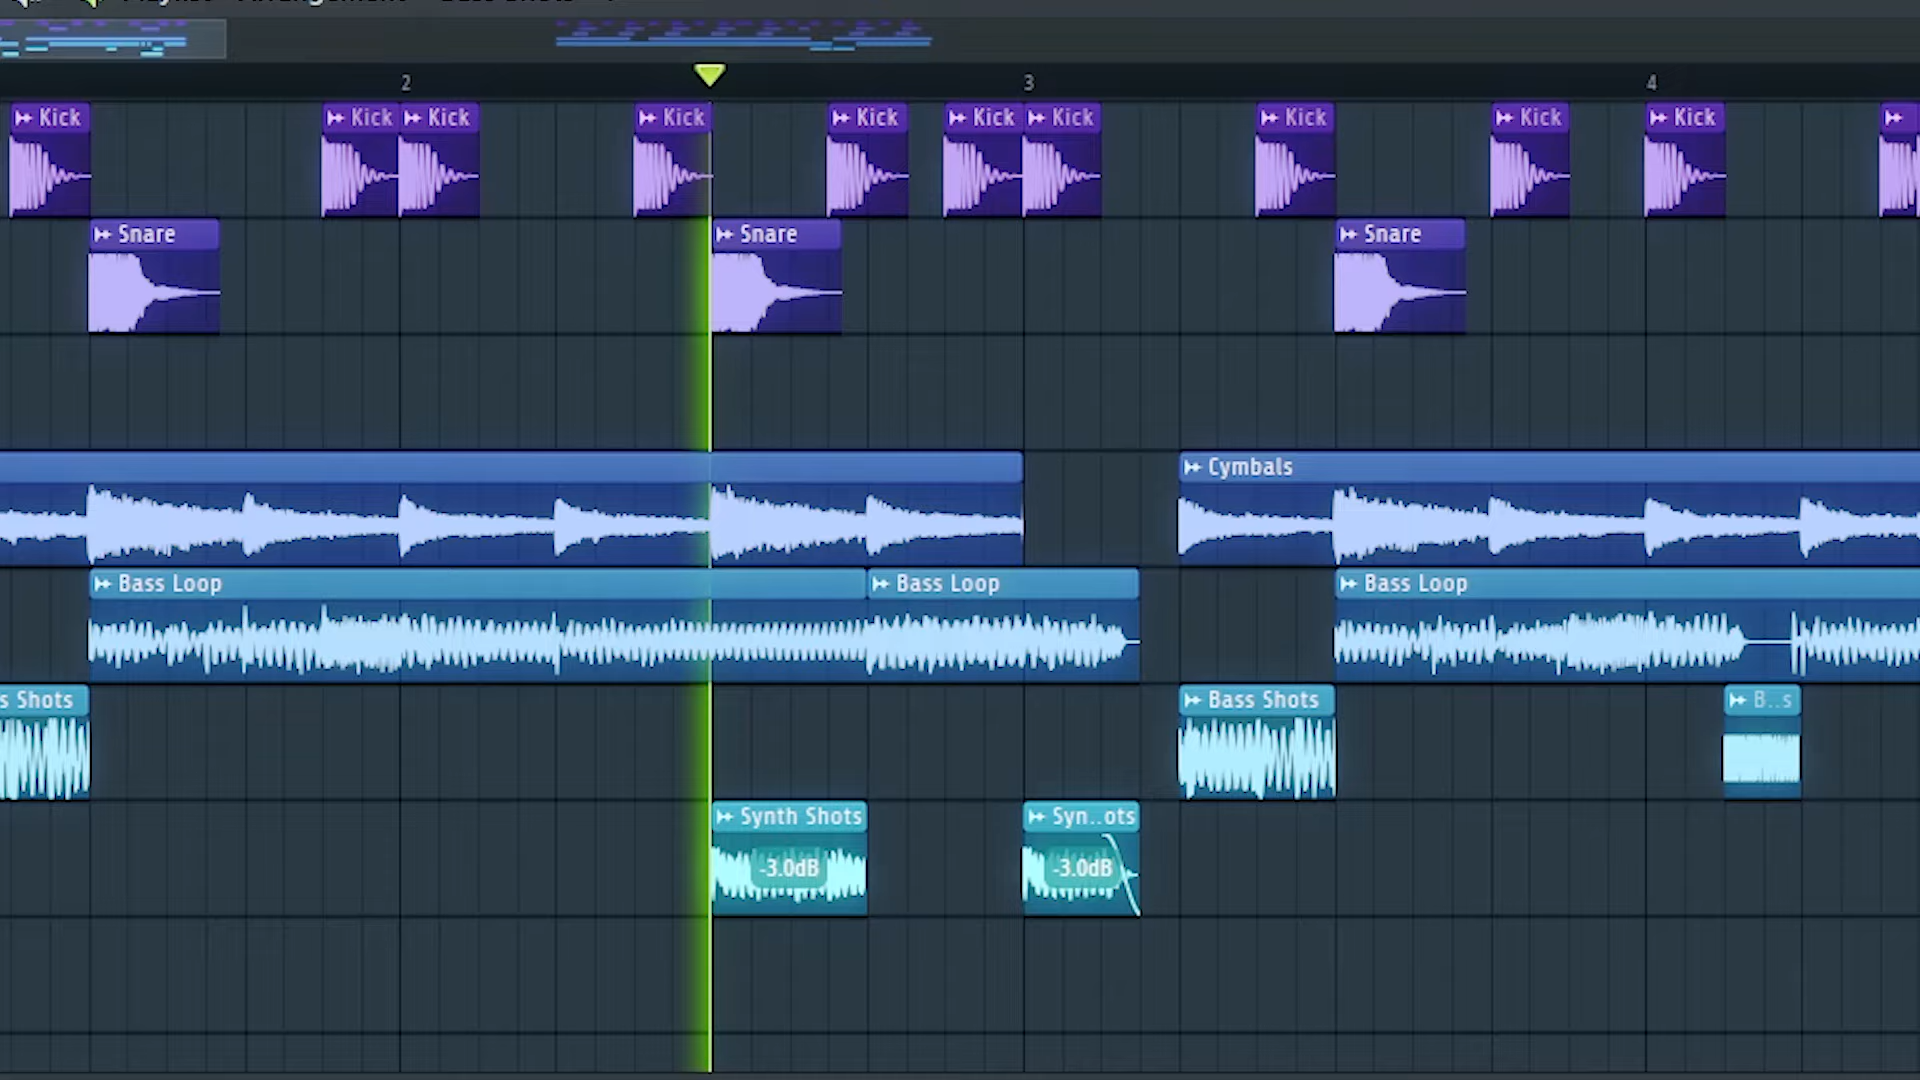 2 3 4
Kick Kick Kick Kick Kick Kick Kick Kick Kick Kick
Snare Snare Snare
Cymbals
Bass Loop Bass Loop Bass Loop
s Shots Bass Shots B..s
Synth Shots Syn..ots
-3.0dB -3.0dB